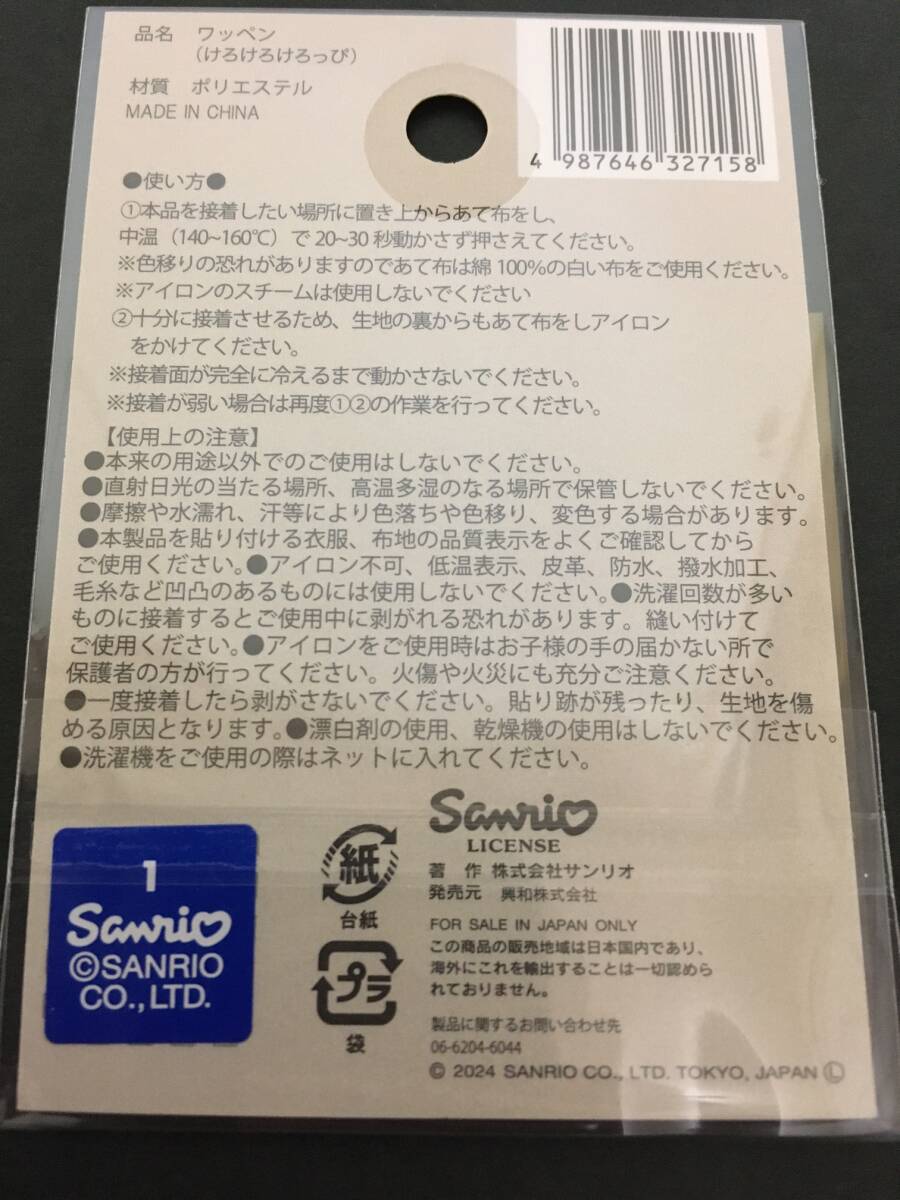 品名 ワッペン
(けろけろけろっぴ)
材質 ポリエステル
MADE IN CHINA
4 987646 327158
●使い方●
①本品を接着したい場所に置き上からあて布をし、
中温(140~160℃)で20~30秒動かさず押さえてください。
※色移りの恐れがありますのであて布は綿100%の白い布をご使用ください。
※アイロンのスチームは使用しないでください
②十分に接着させるため、生地の裏からもあて布をしアイロン
をかけてください。
※接着面が完全に冷えるまで動かさないでください。
※接着が弱い場合は再度①②の作業を行ってください。
【使用上の注意】
●本来の用途以外でのご使用はしないでください。
●直射日光の当たる場所、高温多湿のなる場所で保管しないでください。
●摩擦や水濡れ、汗等により色落ちや色移り、変色する場合があります。
●本製品を貼り付ける衣服、布地の品質表示をよくご確認してから
ご使用ください。●アイロン不可、低温表示、皮革、防水、撥水加工、
毛糸など凹凸のあるものには使用しないでください。●洗濯回数が多い
ものに接着するとご使用中に剥がれる恐れがあります。縫い付けて
ご使用ください。●アイロンをご使用時はお子様の手の届かない所で
保護者の方が行ってください。火傷や火災にも充分ご注意ください。
●一度接着したら剥がさないでください。貼り跡が残ったり、生地を傷
める原因となります。●漂白剤の使用、乾燥機の使用はしないでください。
●洗濯機をご使用の際はネットに入れてください。
1
Sanrio
©SANRIO
CO.,LTD.
紙
台紙
プラ
袋
Sanrio
LICENSE
著 作 株式会社サンリオ
発売元 興和株式会社
FOR SALE IN JAPAN ONLY
この商品の販売地域は日本国内であり、
海外にこれを輸出することは一切認めら
れておりません。
製品に関するお問い合わせ先
06-6204-6044
© 2024 SANRIO CO., LTD. TOKYO, JAPAN Ⓛ